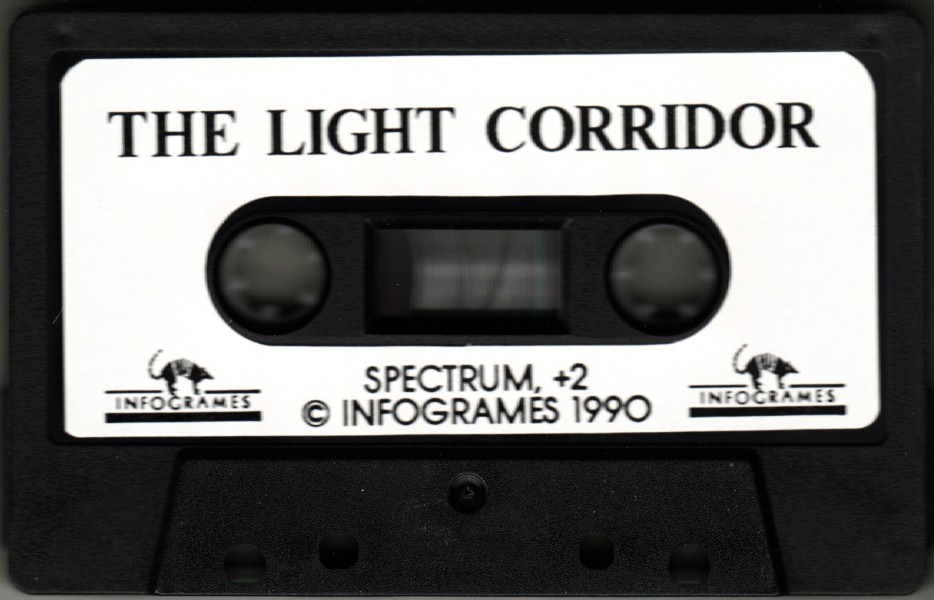 THE LIGHT CORRIDOR
INFOGRAMES
SPECTRUM, +2
© INFOGRAMES 1990
INFOGRAMES